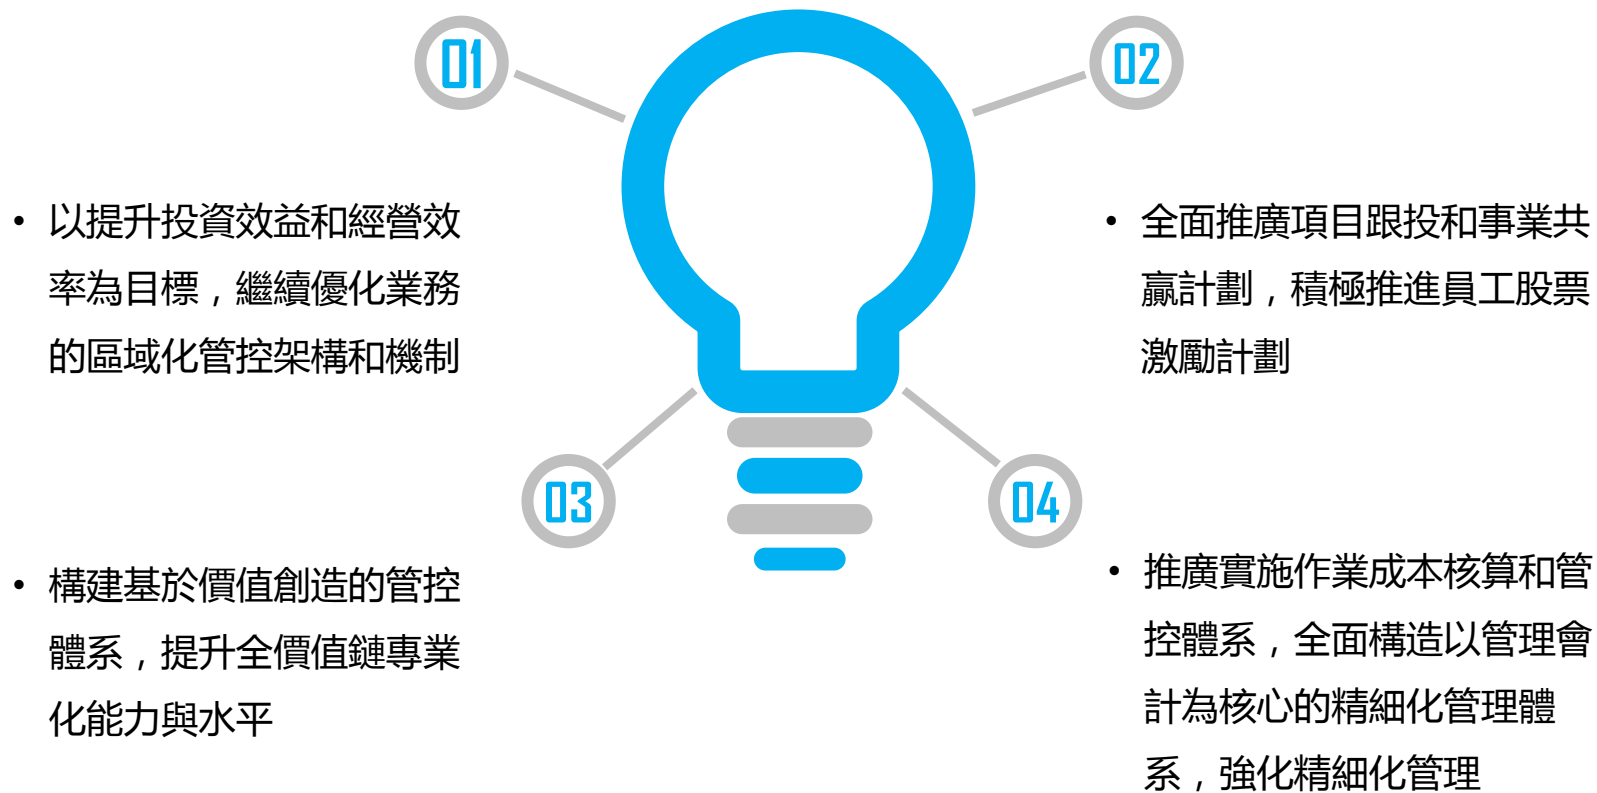 01
• 以提升投資效益和經營效
率為目標，繼續優化業務
的區域化管控架構和機制
02
• 全面推廣項目跟投和事業共
贏計劃，積極推進員工股票
激勵計劃
03
• 構建基於價值創造的管控
體系，提升全價值鏈專業
化能力與水平
04
• 推廣實施作業成本核算和管
控體系，全面構造以管理會
計為核心的精細化管理體
系，強化精細化管理